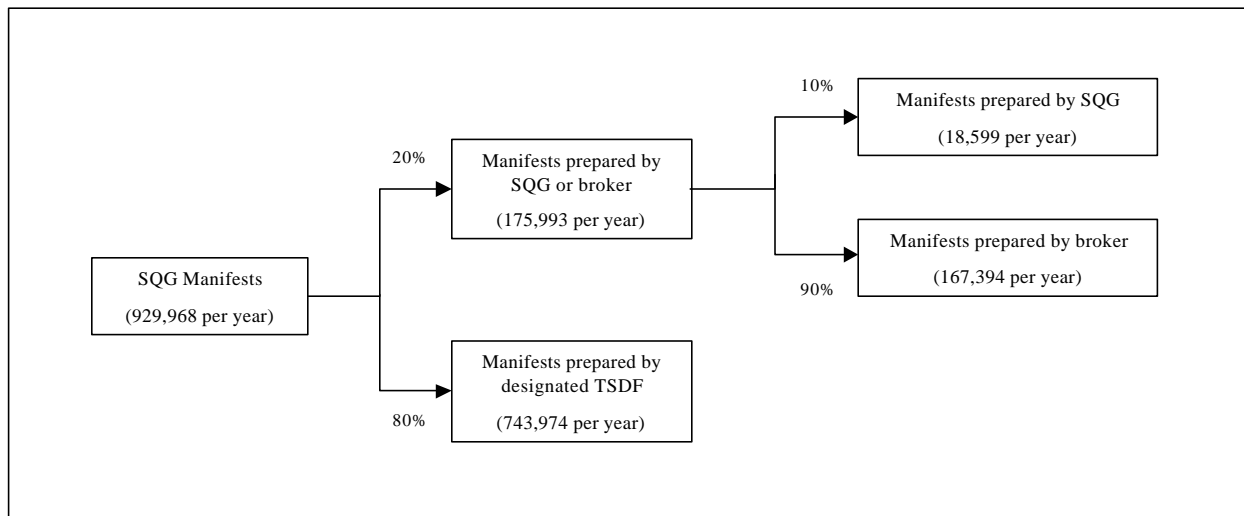 SQG Manifests
(929,968 per year)
20%
Manifests prepared by
SQG or broker
(175,993 per year)
80%
Manifests prepared by
designated TSDF
(743,974 per year)
10%
Manifests prepared by SQG
(18,599 per year)
Manifests prepared by broker
(167,394 per year)
90%